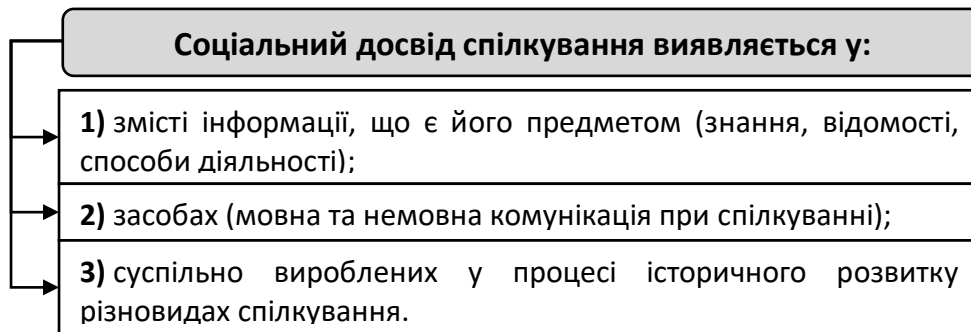 Соціальний досвід спілкування виявляється у:
1) змісті інформації, що є його предметом (знання, відомості,
способи діяльності);
2) засобах (мовна та немовна комунікація при спілкуванні);
3) суспільно вироблених у процесі історичного розвитку
різновидах спілкування.